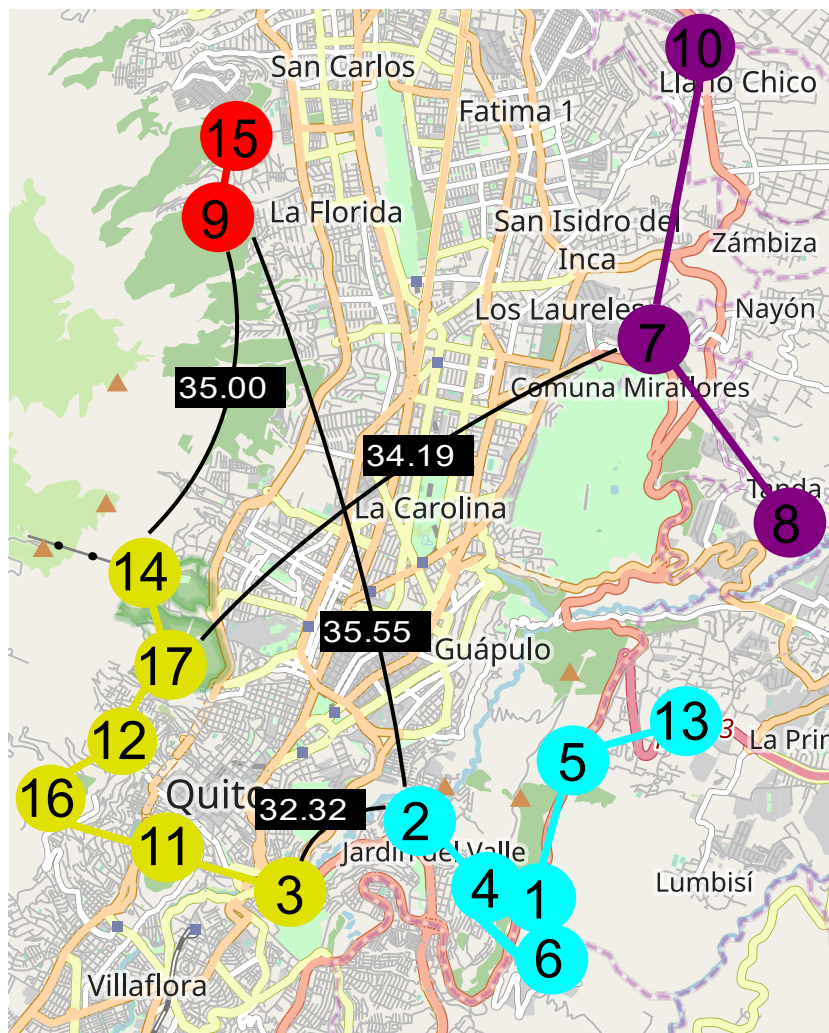 10
Llano Chico
San Carlos
Fatima 1
15
9
La Florida
San Isidro del
Inca
Zámbiza
Los Laureles
Nayón
7
35.00
Comuna Miraflores
34.19
La Carolina
Tanda
8
14
35.55
Guápulo
17
13
3
12
5
La Prin
16
Quito
32.32
2
11
Jardín del Valle
3
4
1
Lumbisí
6
Villaflora